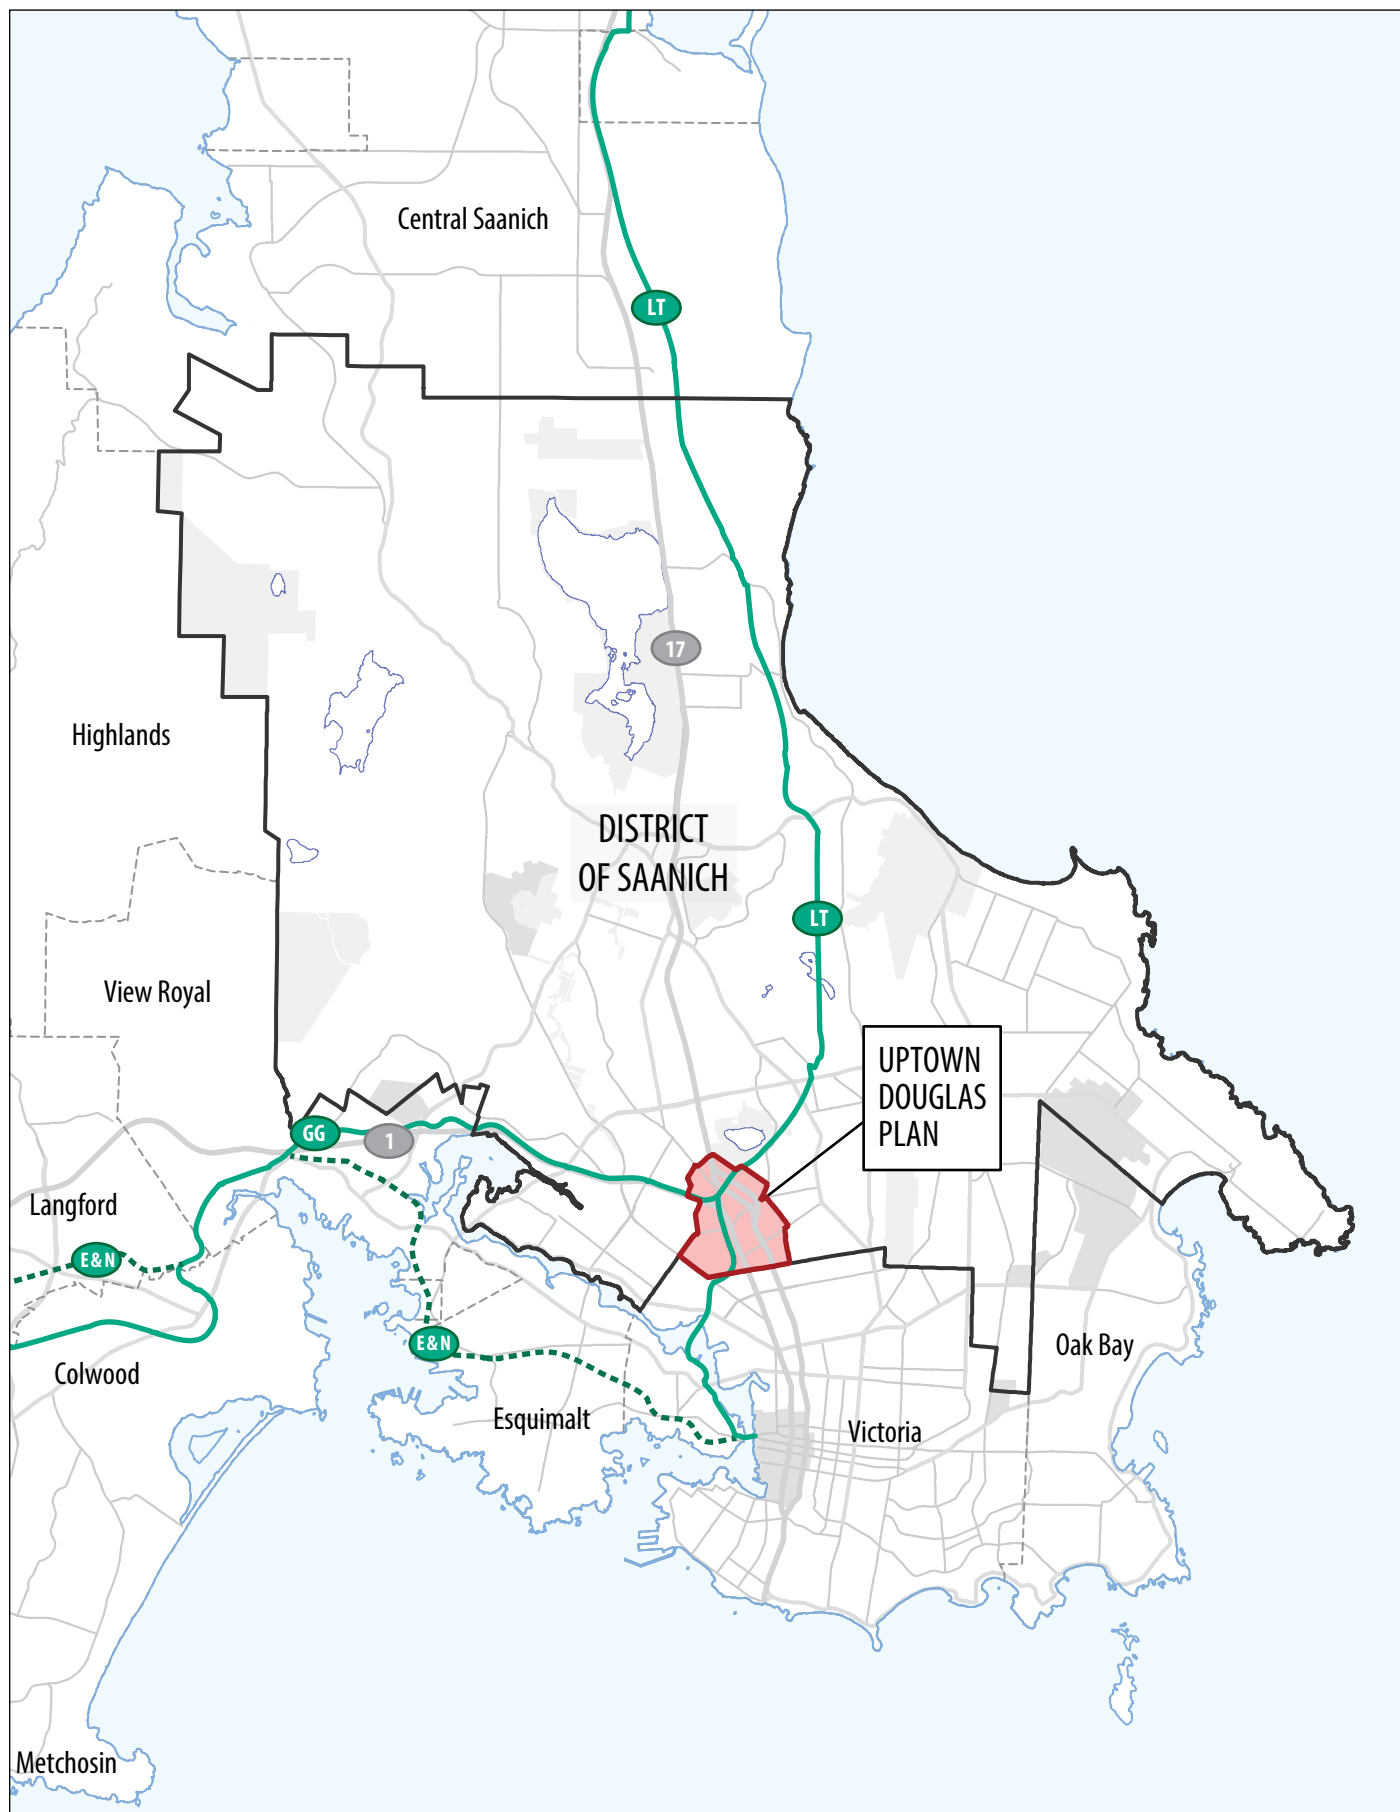 Central Saanich
LT
17
Highlands
DISTRICT
OF SAANICH
LT
View Royal
UPTOWN
DOUGLAS
PLAN
GG
1
Langford
E&N
E&N
Oak Bay
Colwood
Esquimalt
Victoria
Metchosin